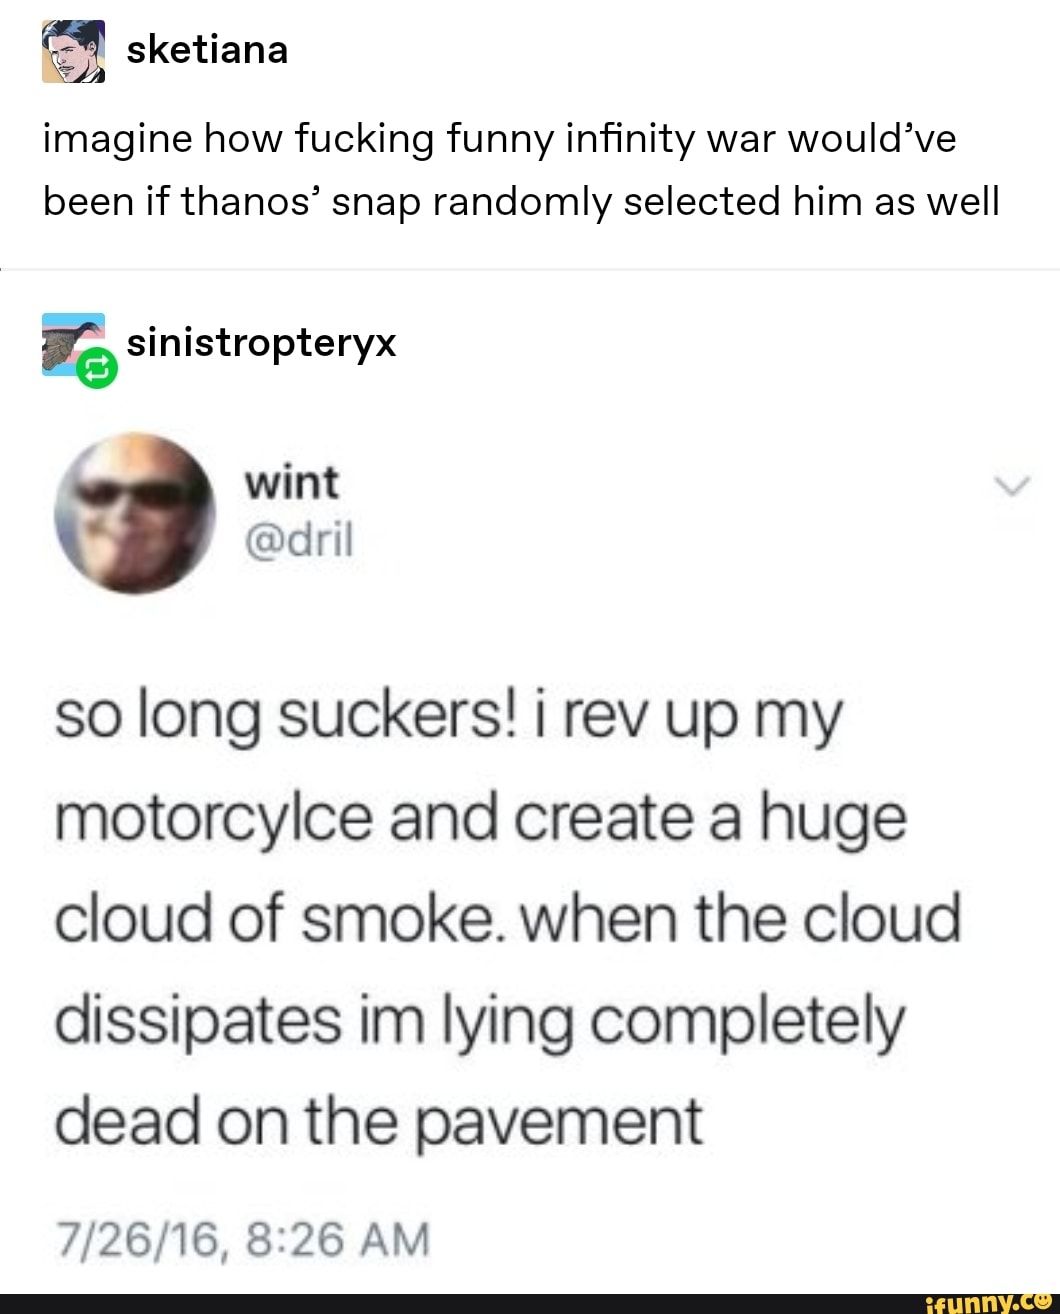 sketiana
imagine how fucking funny infinity war would’ve
been if thanos’ snap randomly selected him as well
sinistropteryx
wint
@dril
so long suckers! i rev up my
motorcylce and create a huge
cloud of smoke. when the cloud
dissipates im lying completely
dead on the pavement
7/26/16, 8:26 AM
ifunny.co